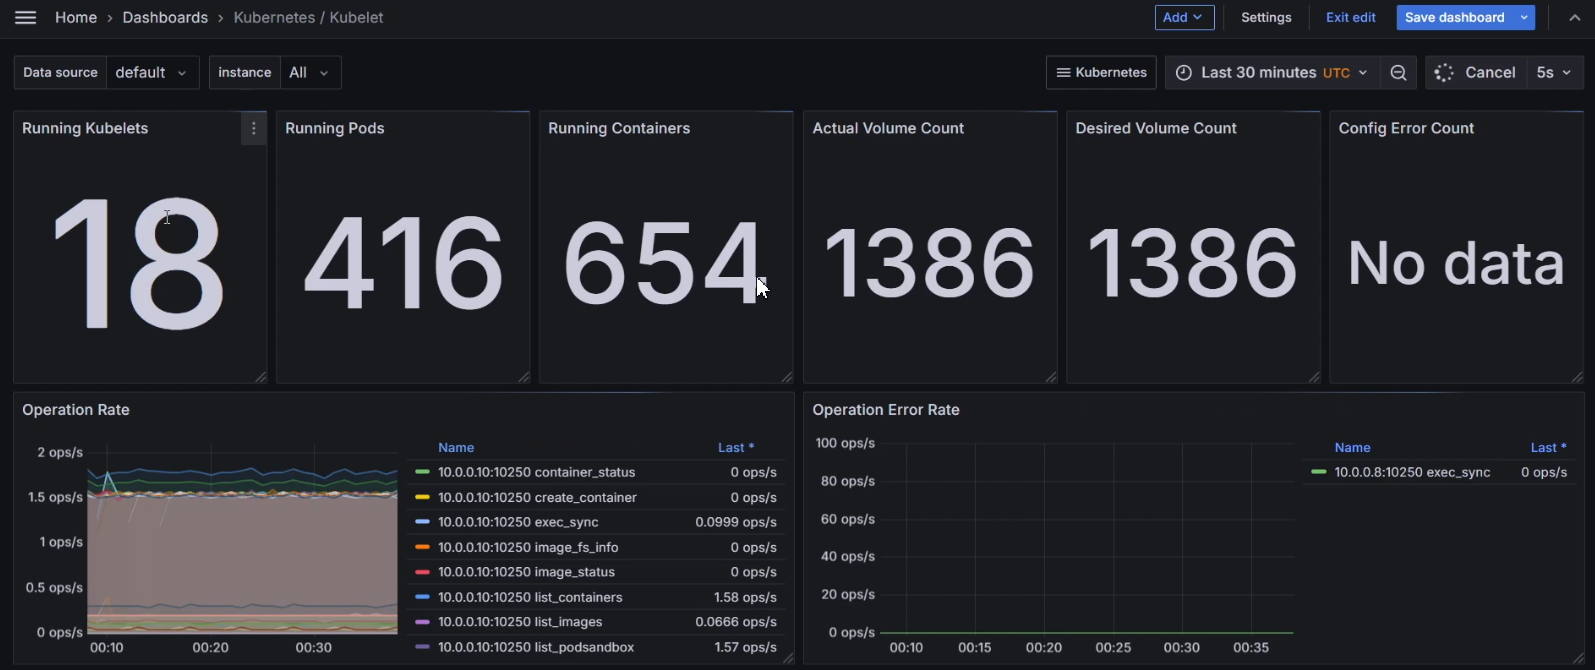 Home › Dashboards › Kubernetes / Kubelet
Add
Settings
Exit edit
Save dashboard
Data source default
instance All
Kubernetes
Last 30 minutes UTC
Cancel
5s
Running Kubelets
18
Running Pods
416
Running Containers
654
Actual Volume Count
1386
Desired Volume Count
1386
Config Error Count
No data
Operation Rate
2 ops/s
1.5 ops/s
1 ops/s
0.5 ops/s
0 ops/s
00:10 00:20 00:30
Name Last *
10.0.0.10:10250 container_status 0 ops/s
10.0.0.10:10250 create_container 0 ops/s
10.0.0.10:10250 exec_sync 0.0999 ops/s
10.0.0.10:10250 image_fs_info 0 ops/s
10.0.0.10:10250 image_status 0 ops/s
10.0.0.10:10250 list_containers 1.58 ops/s
10.0.0.10:10250 list_images 0.0666 ops/s
10.0.0.10:10250 list_podsandbox 1.57 ops/s
Operation Error Rate
100 ops/s
80 ops/s
60 ops/s
40 ops/s
20 ops/s
0 ops/s
00:10 00:15 00:20 00:25 00:30 00:35
Name Last *
10.0.0.8:10250 exec_sync 0 ops/s